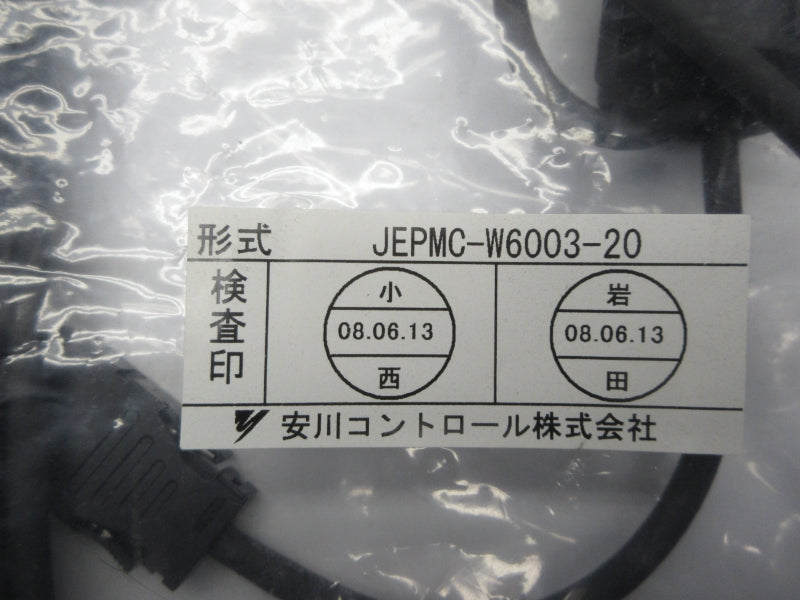 形式 JEPMC-W6003-20
検査印
小 08.06.13 西
岩 08.06.13 田
安川コントロール株式会社